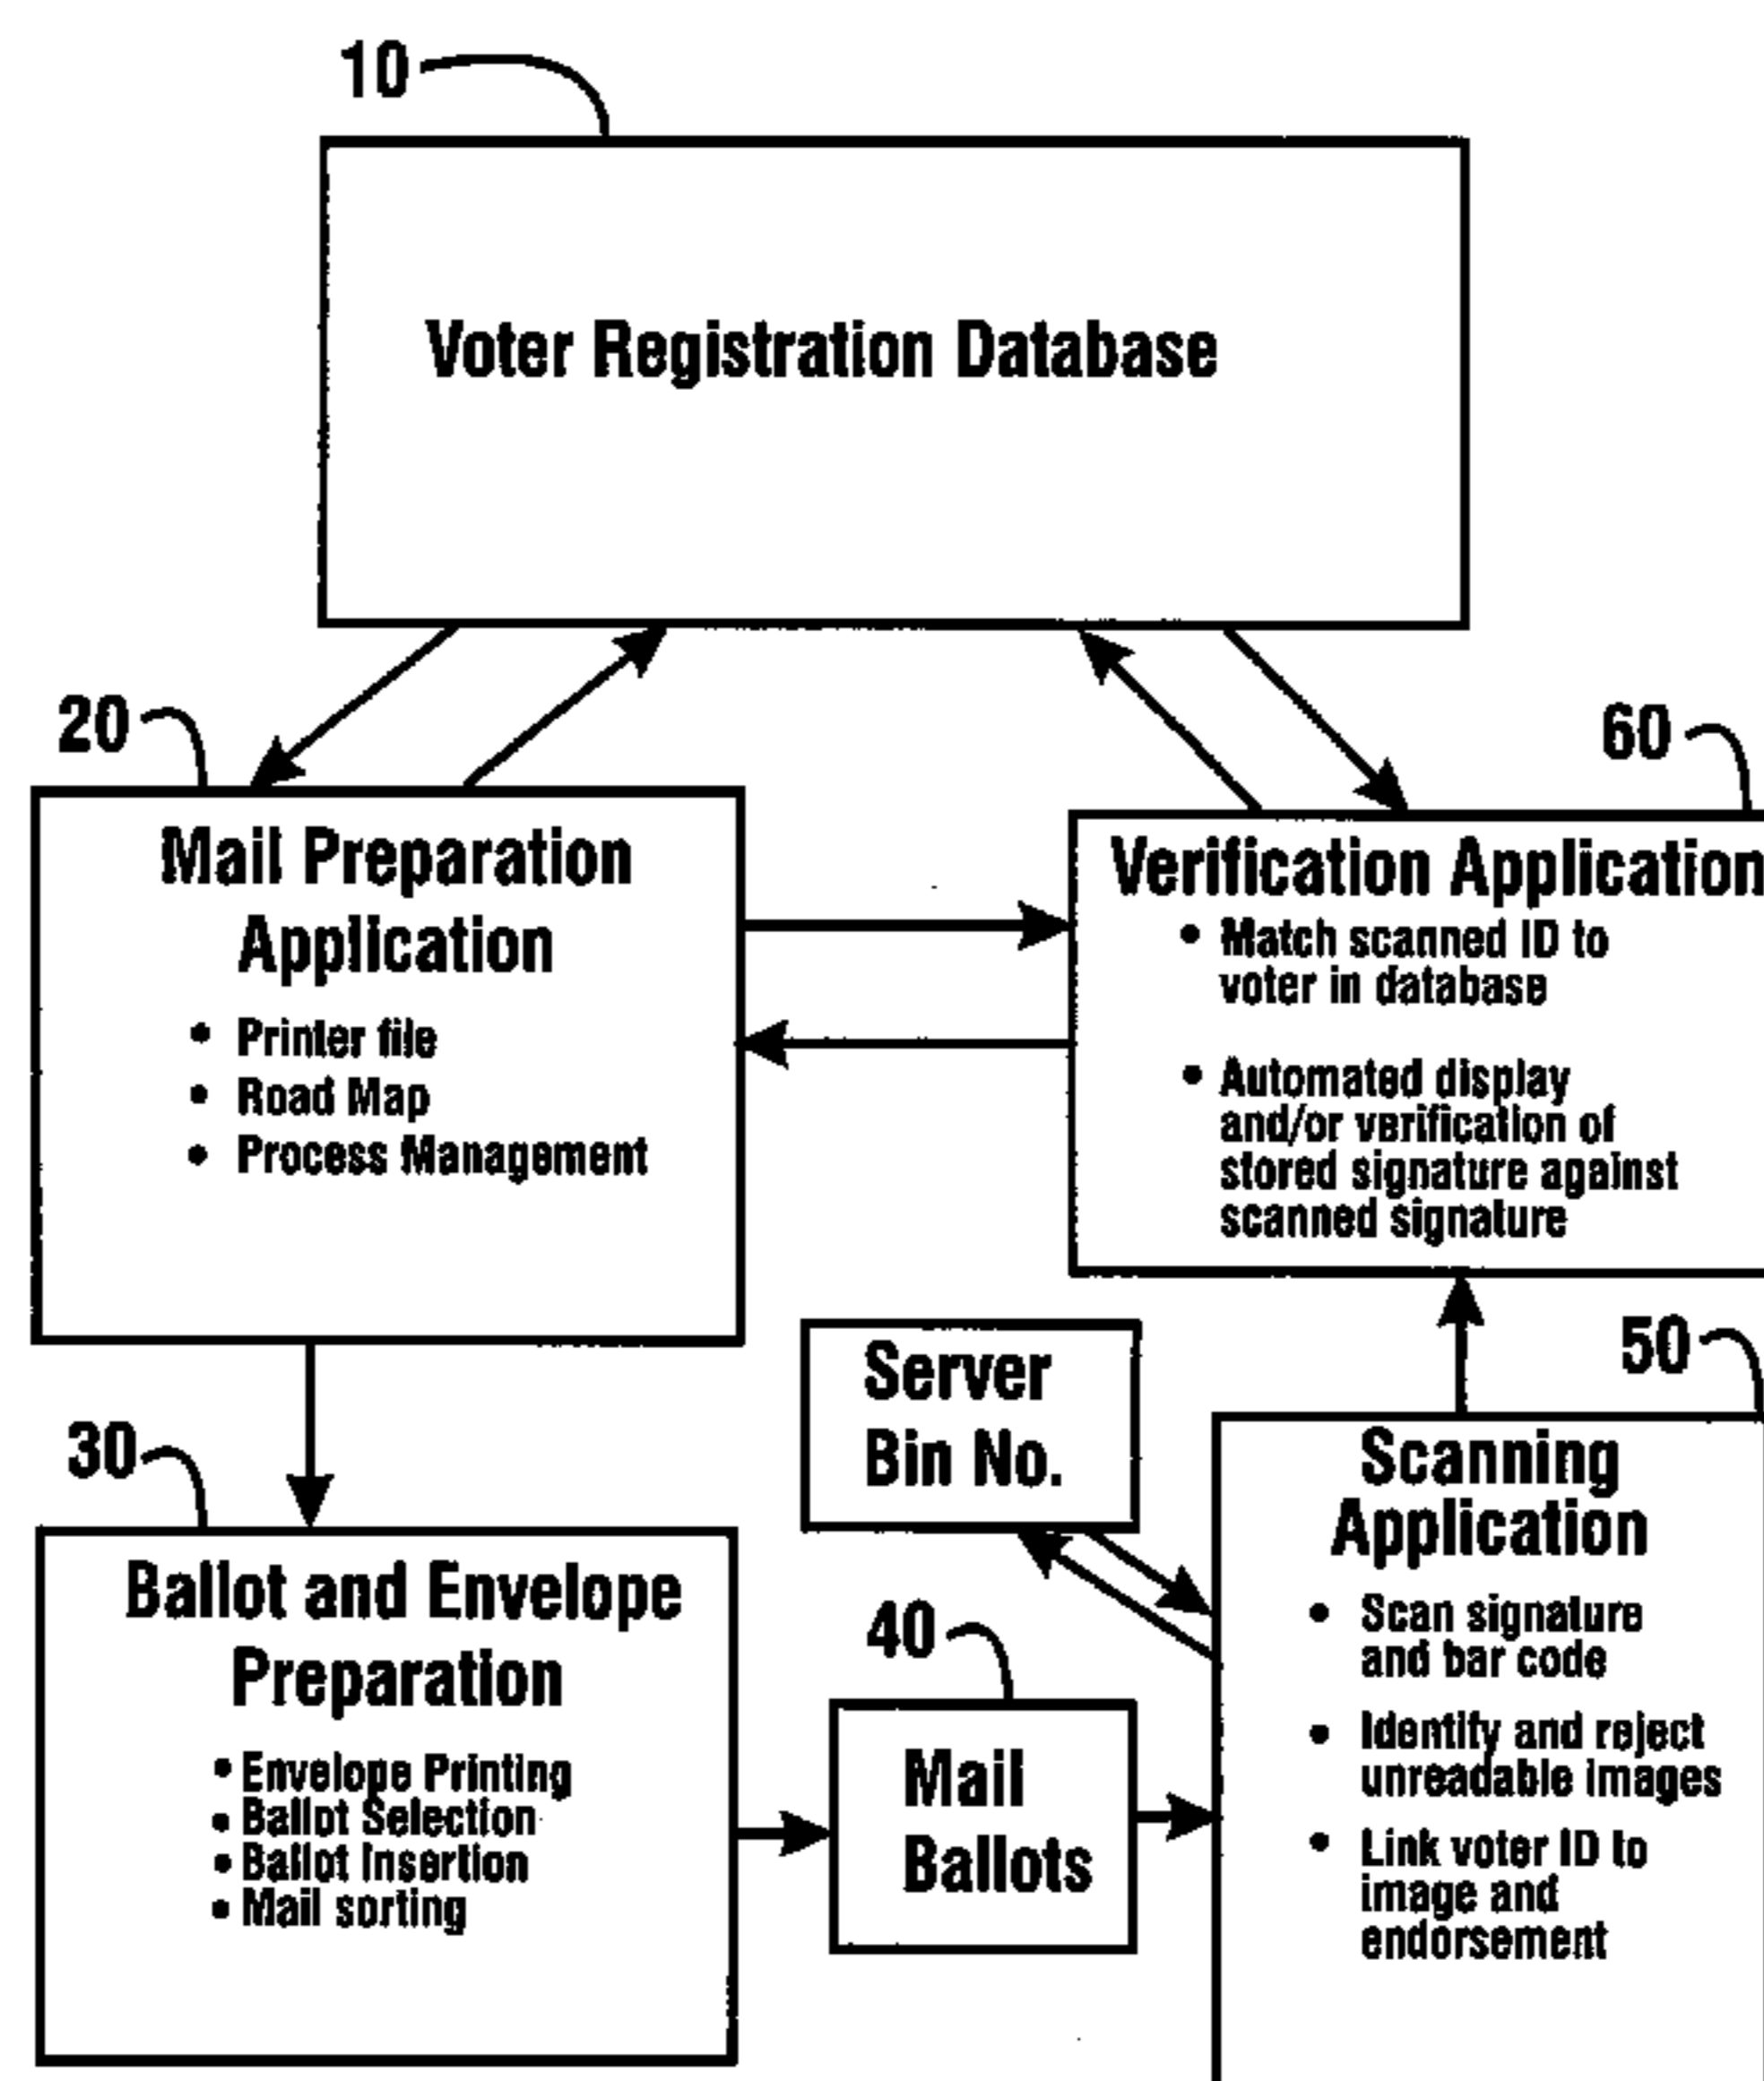 10
Voter Registration Database
20
Mail Preparation
Application
• Printer file
• Road Map
• Process Management
60
Verification Application
• Match scanned ID to
voter in database
• Automated display
and/or verification of
stored signature against
scanned signature
30
Ballot and Envelope
Preparation
• Envelope Printing
• Ballot Selection
• Ballot Insertion
• Mail sorting
Server
Bin No.
40
Mail
Ballots
50
Scanning
Application
• Scan signature
and bar code
• Identify and reject
unreadable images
• Link voter ID to
image and
endorsement